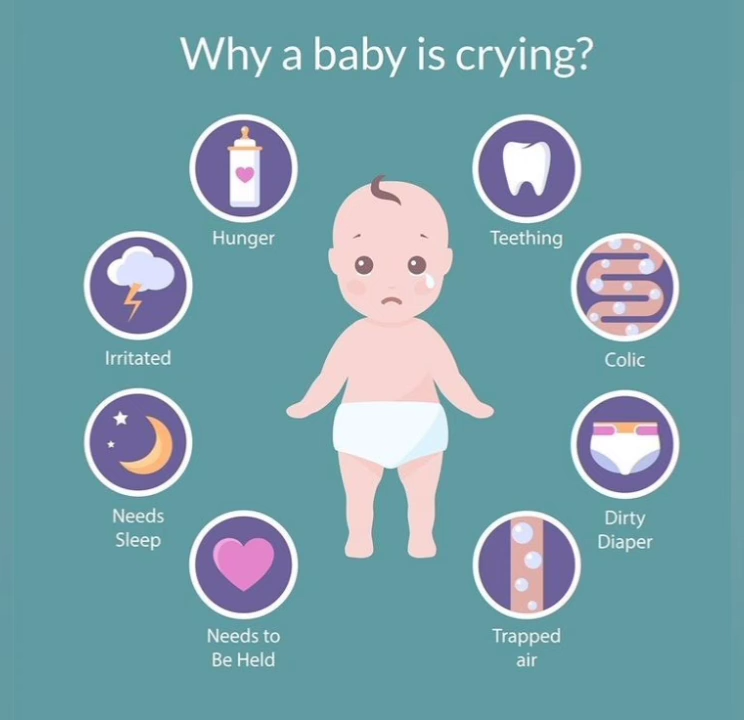 Why a baby is crying?
Hunger
Teething
Irritated
Colic
Needs
Sleep
Dirty
Diaper
Needs to
Be Held
Trapped
air